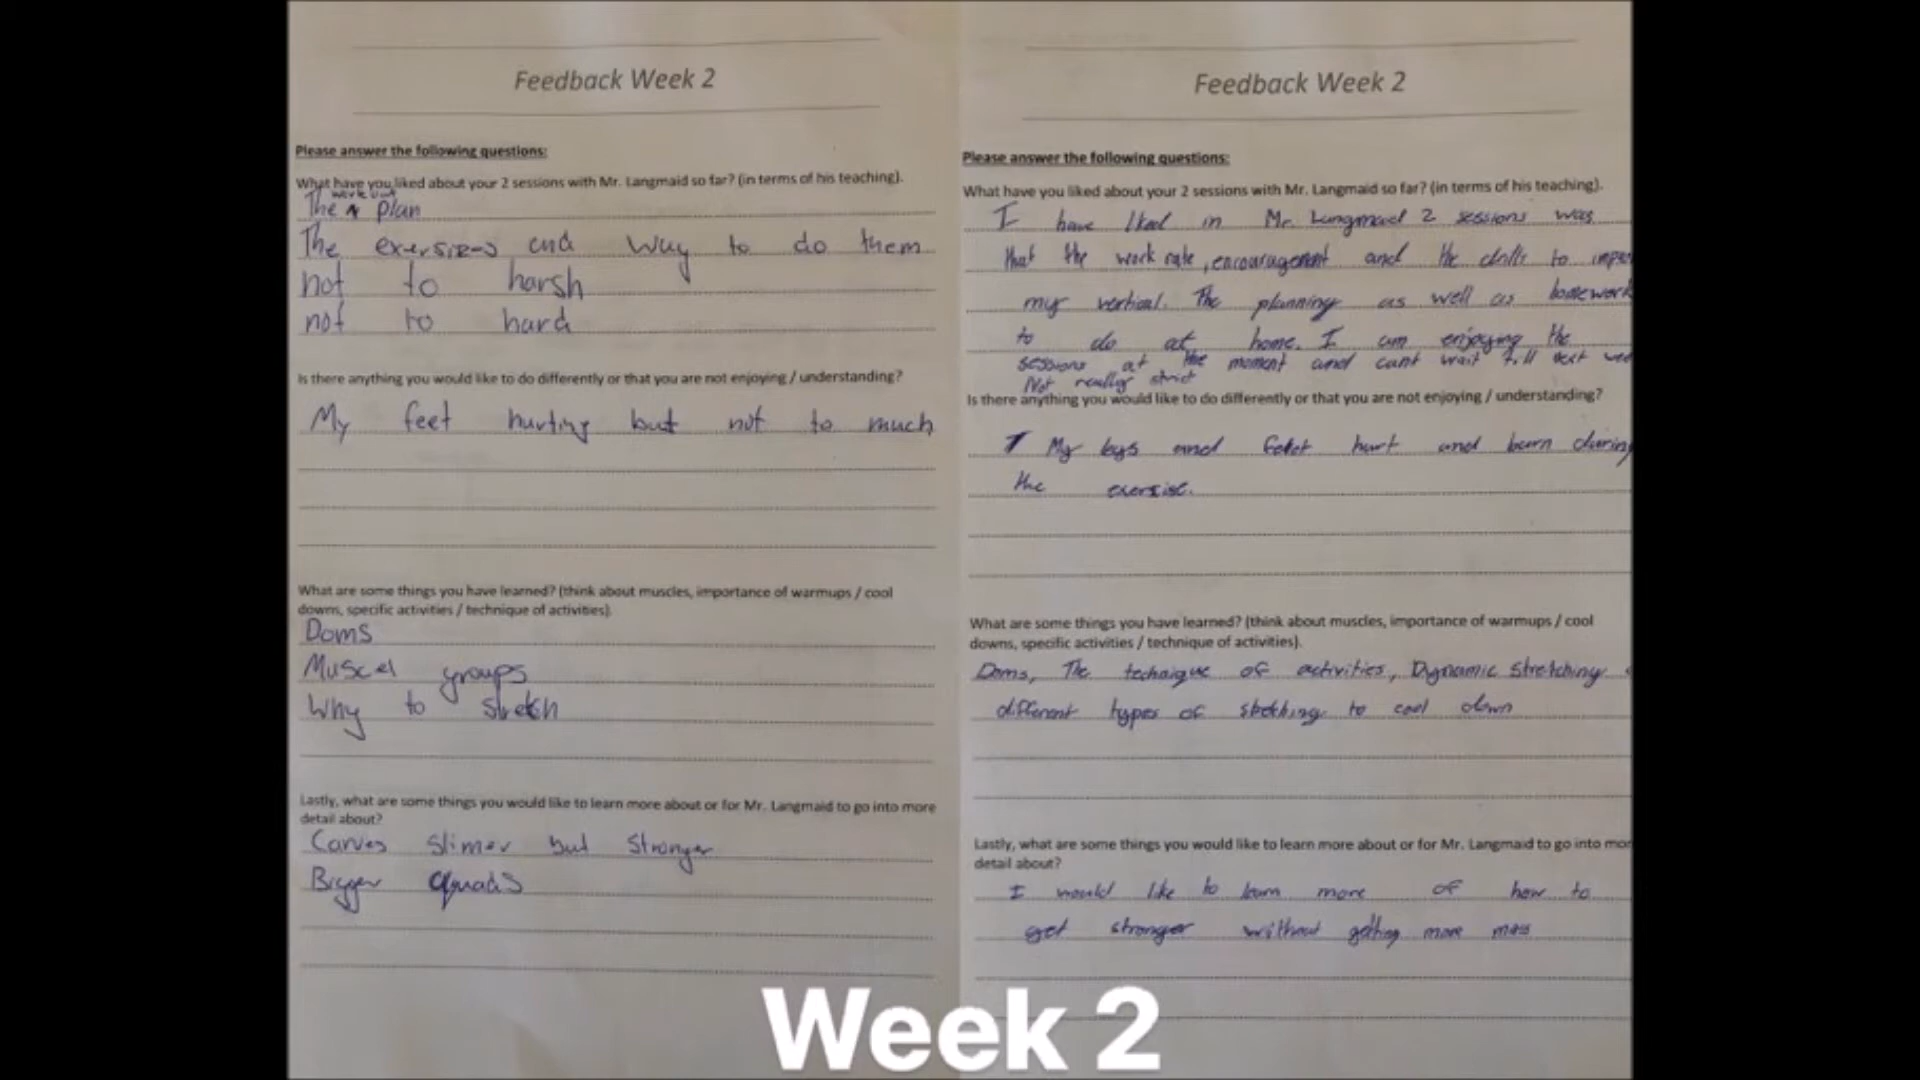 Feedback Week 2
Please answer the following questions:
What have you liked about your 2 sessions with Mr. Langmaid so far? (in terms of his teaching).
work out
The ^ plan
The exersizes and way to do them
not to harsh
not to hard
Is there anything you would like to do differently or that you are not enjoying / understanding?
My feet hurting but not to much
What are some things you have learned? (think about muscles, importance of warmups / cool
downs, specific activities / technique of activities).
Doms
Muscel groups
Why to stretch
Lastly, what are some things you would like to learn more about or for Mr. Langmaid to go into more
detail about?
Carves slimer but stronger
Bigger quads
Feedback Week 2
Please answer the following questions:
What have you liked about your 2 sessions with Mr. Langmaid so far? (in terms of his teaching).
I have liked in Mr. Langmaid 2 sessions was
that the work rate, encouragement and the drills to
my vertical. The planning as well as homework
to do at home. I am enjoying the
sessions at the moment and cant wait till next
Not really strict
Is there anything you would like to do differently or that you are not enjoying / understanding?
My legs and feet hurt and burn during
the exercise.
What are some things you have learned? (think about muscles, importance of warmups / cool
downs, specific activities / technique of activities).
Doms, The technique of activities, Dynamic stretching
different types of stetching to cool down
Lastly, what are some things you would like to learn more about or for Mr. Langmaid to go into mor
detail about?
I would like to learn more of how to
get stronger without getting more mass
Week 2